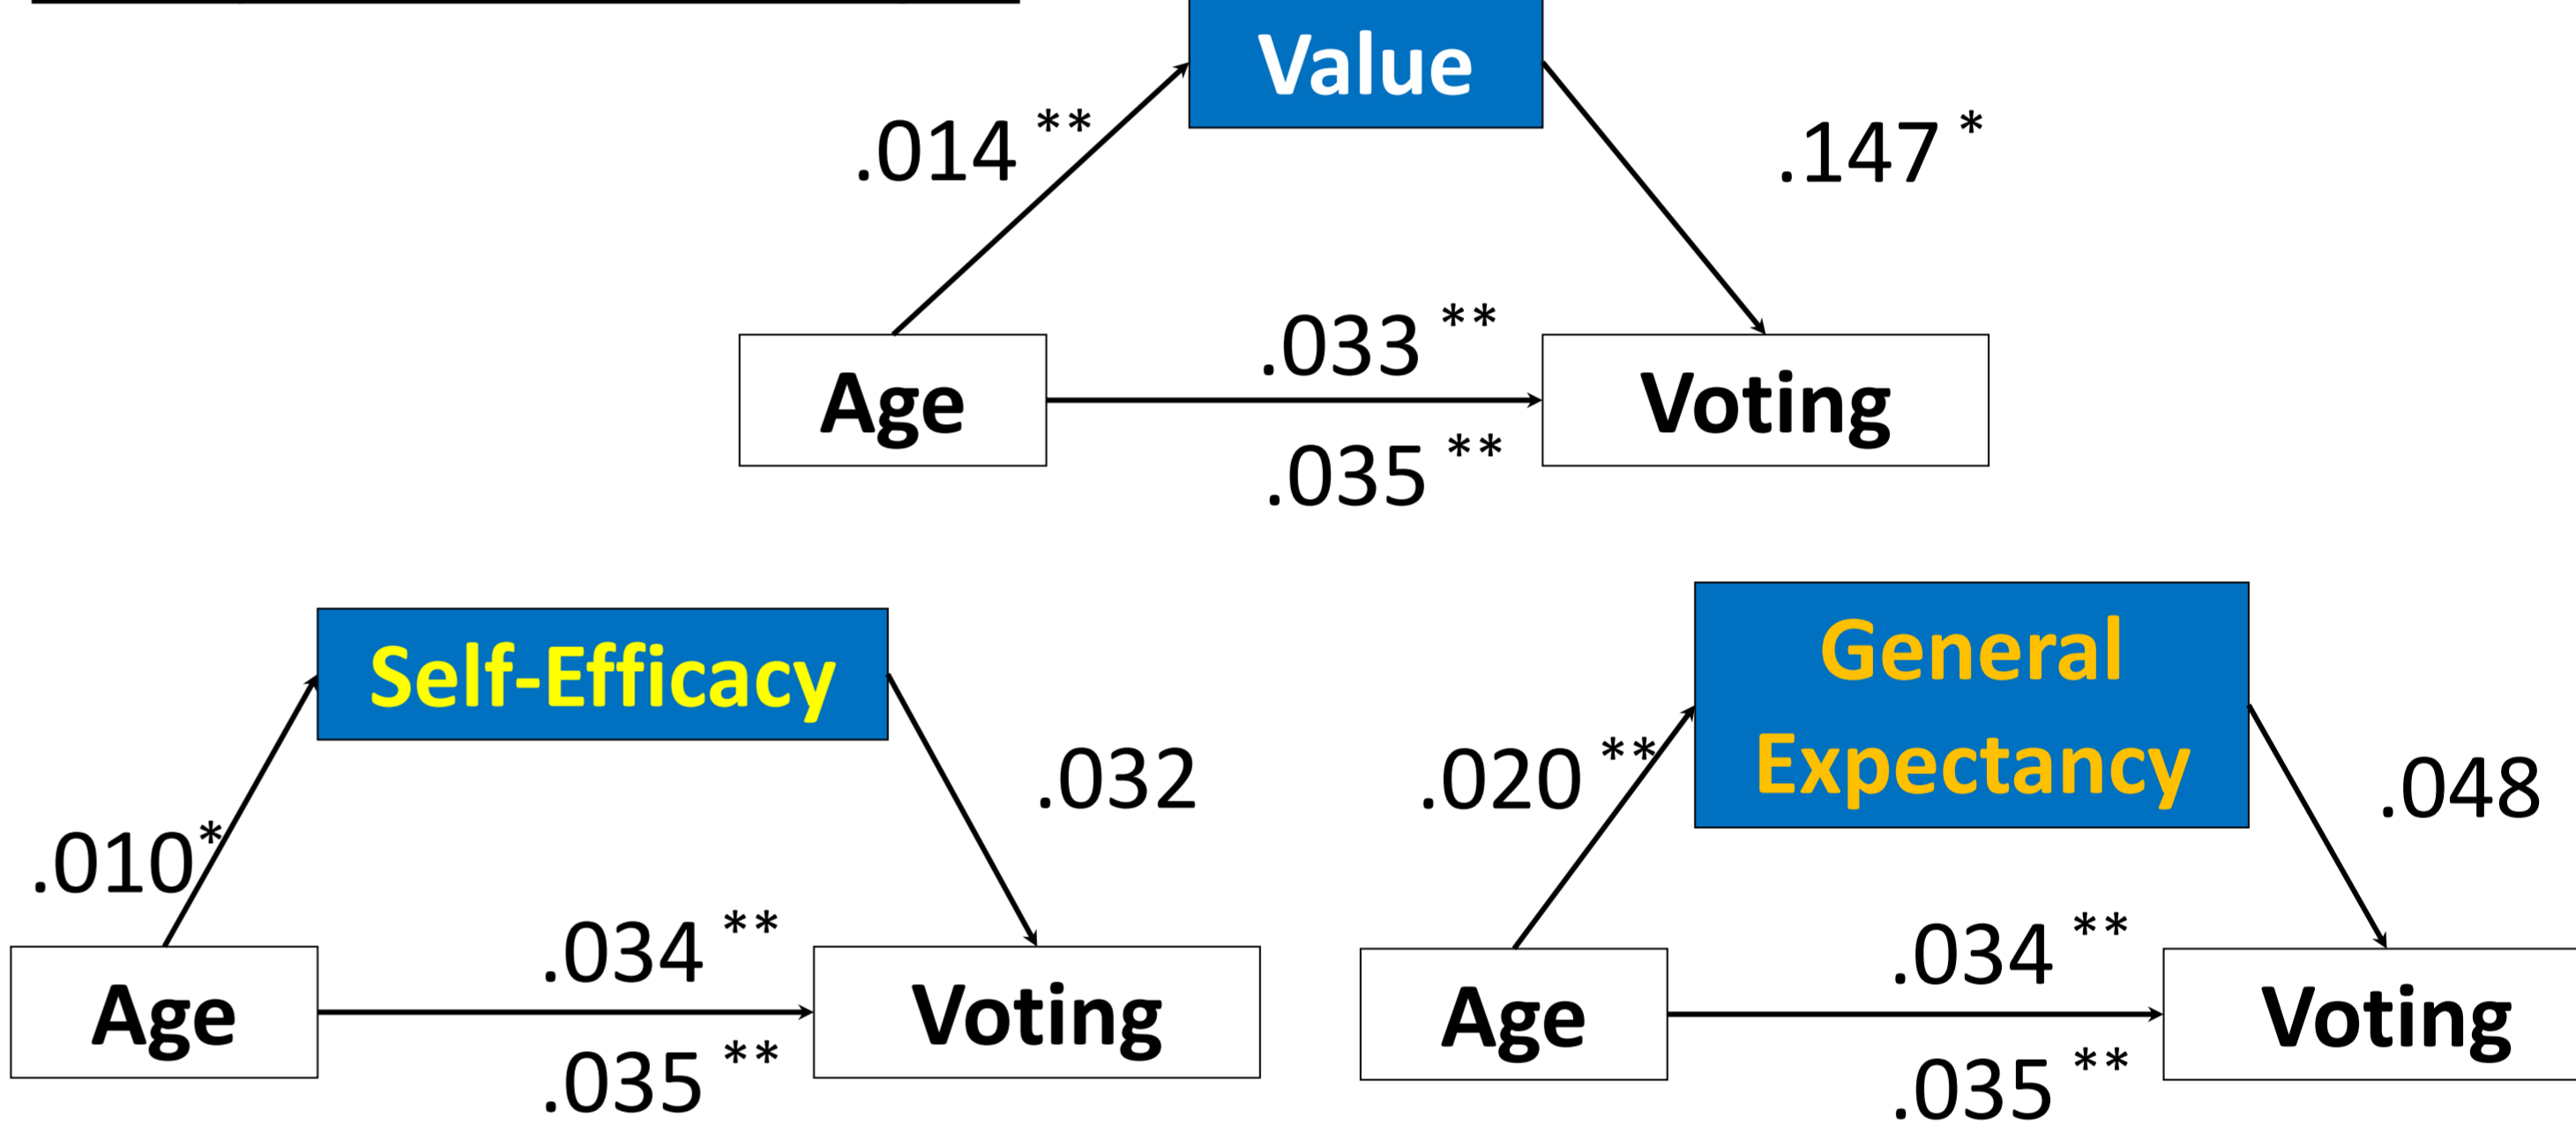 Value
.014 **
.147 *
.033 **
Age
Voting
.035 **
Self-Efficacy
.010*
.032
.034 **
Age
Voting
.035 **
General
Expectancy
.020 **
.048
.034 **
Age
Voting
.035 **